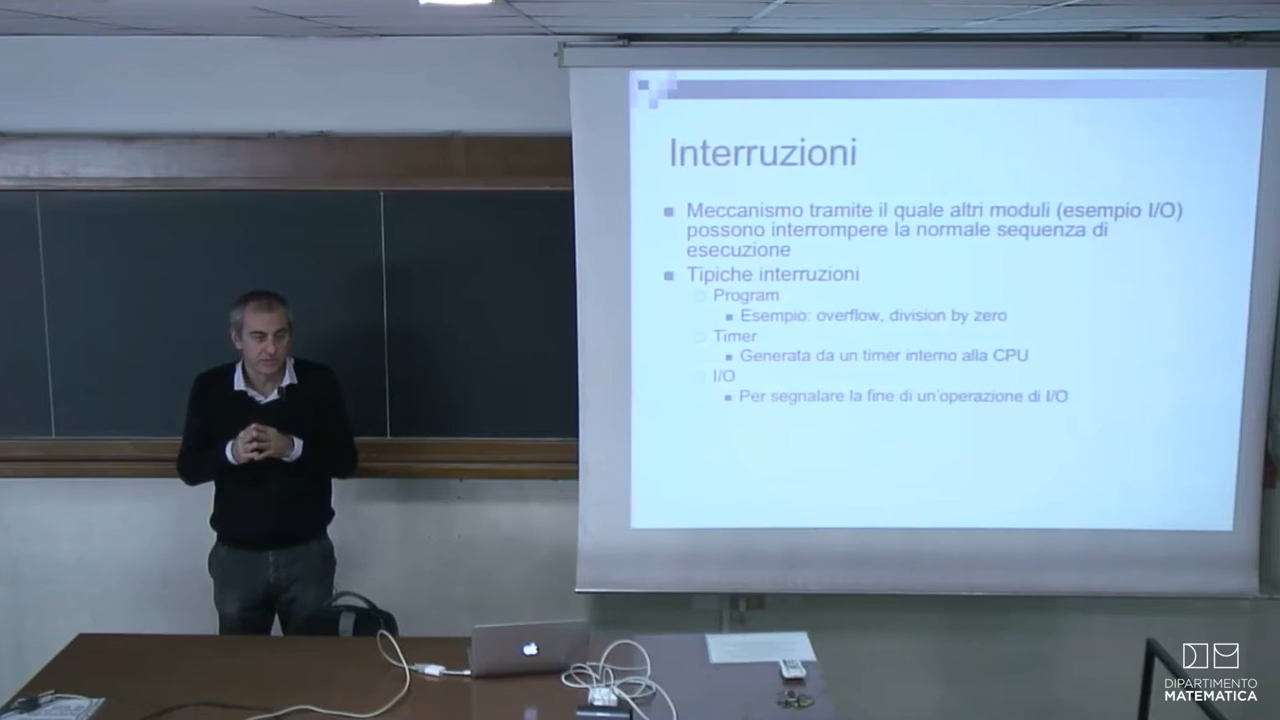 Interruzioni
Meccanismo tramite il quale altri moduli (esempio I/O)
possono interrompere la normale sequenza di
esecuzione
Tipiche interruzioni
Program
Esempio: overflow, division by zero
Timer
Generata da un timer interno alla CPU
I/O
Per segnalare la fine di un'operazione di I/O
DIPARTIMENTO
MATEMATICA